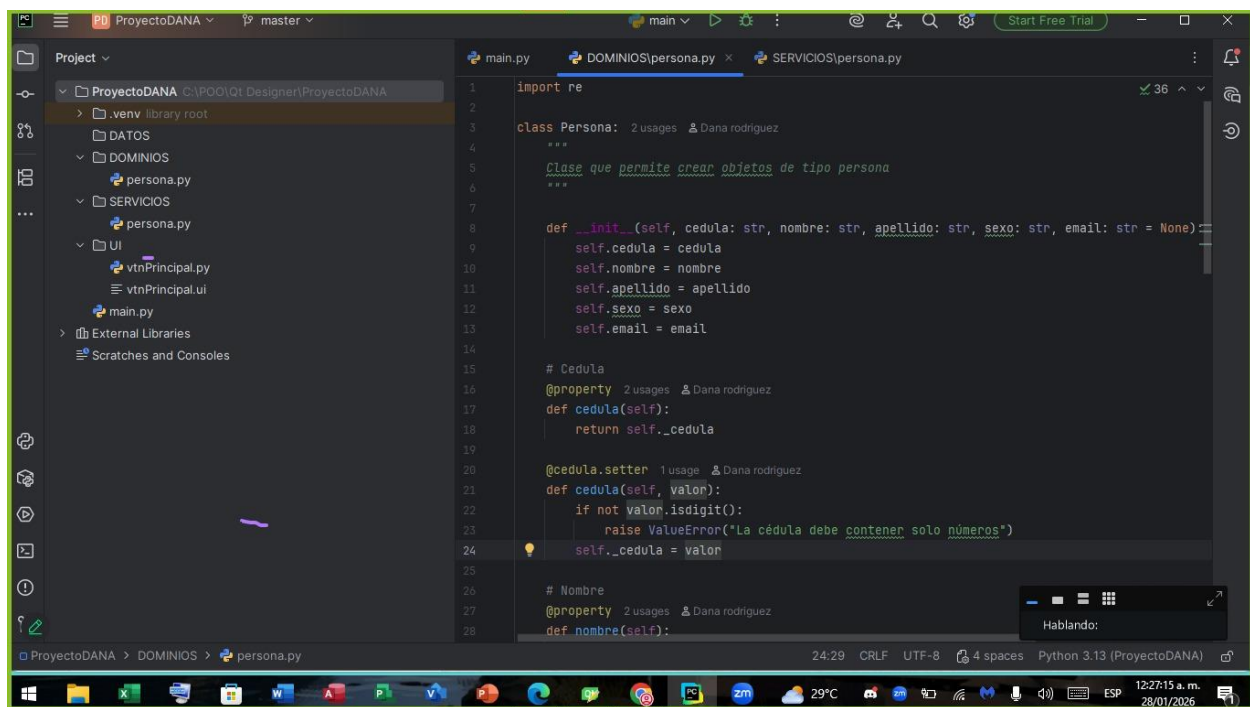 PC PD ProyectoDANA master main Start Free Trial
Project
main.py DOMINIOS\persona.py SERVICIOS\persona.py
ProyectoDANA C:\POO\Qt Designer\ProyectoDANA
.venv library root
DATOS
DOMINIOS
persona.py
SERVICIOS
persona.py
UI
vtnPrincipal.py
vtnPrincipal.ui
main.py
External Libraries
Scratches and Consoles
36
1 import re
2
3 class Persona: 2 usages Dana rodriguez
4 """
5 Clase que permite crear objetos de tipo persona
6 """
7
8 def __init__(self, cedula: str, nombre: str, apellido: str, sexo: str, email: str = None):
9 self.cedula = cedula
10 self.nombre = nombre
11 self.apellido = apellido
12 self.sexo = sexo
13 self.email = email
14
15 # Cedula
16 @property 2 usages Dana rodriguez
17 def cedula(self):
18 return self._cedula
19
20 @cedula.setter 1 usage Dana rodriguez
21 def cedula(self, valor):
22 if not valor.isdigit():
23 raise ValueError("La cédula debe contener solo números")
24 self._cedula = valor
25
26 # Nombre
27 @property 2 usages Dana rodriguez
28 def nombre(self):
Hablando:
ProyectoDANA > DOMINIOS > persona.py 24:29 CRLF UTF-8 4 spaces Python 3.13 (ProyectoDANA)
zm 29°C zm ESP 12:27:15 a. m.
28/01/2026